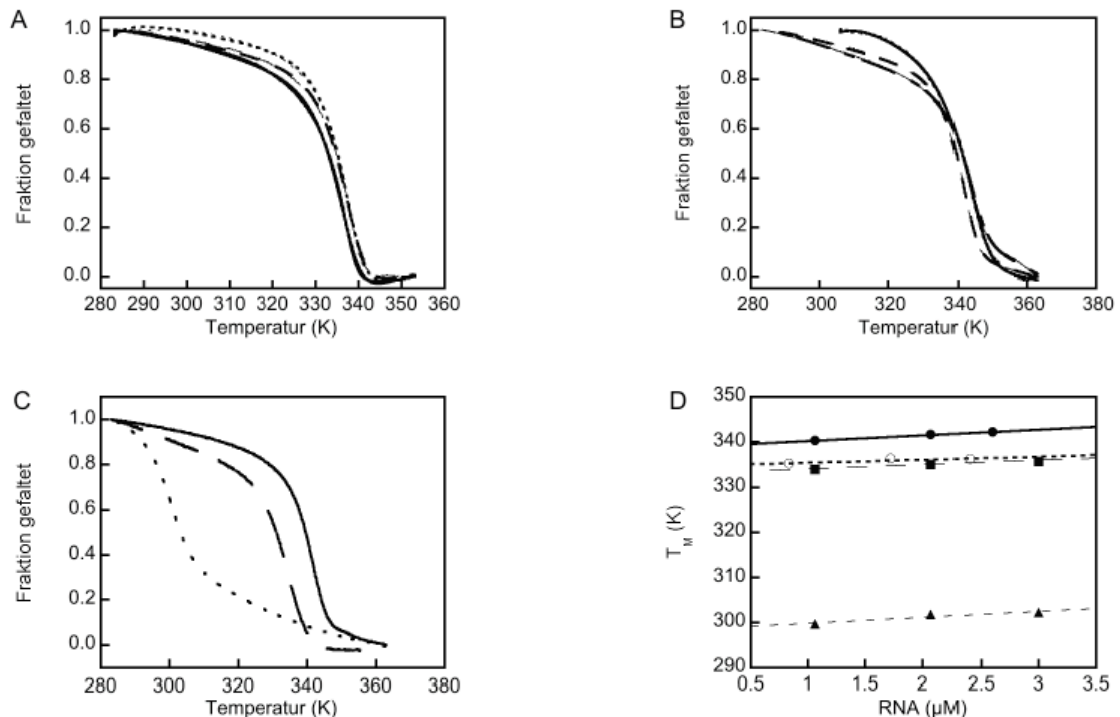 A
Fraktion gefaltet
1.0
0.8
0.6
0.4
0.2
0.0
280 290 300 310 320 330 340 350 360
Temperatur (K)
B
Fraktion gefaltet
1.0
0.8
0.6
0.4
0.2
0.0
280 300 320 340 360 380
Temperatur (K)
C
Fraktion gefaltet
1.0
0.8
0.6
0.4
0.2
0.0
280 300 320 340 360 380
Temperatur (K)
D
T_M (K)
350
340
330
320
310
300
290
0.5 1 1.5 2 2.5 3 3.5
RNA (µM)